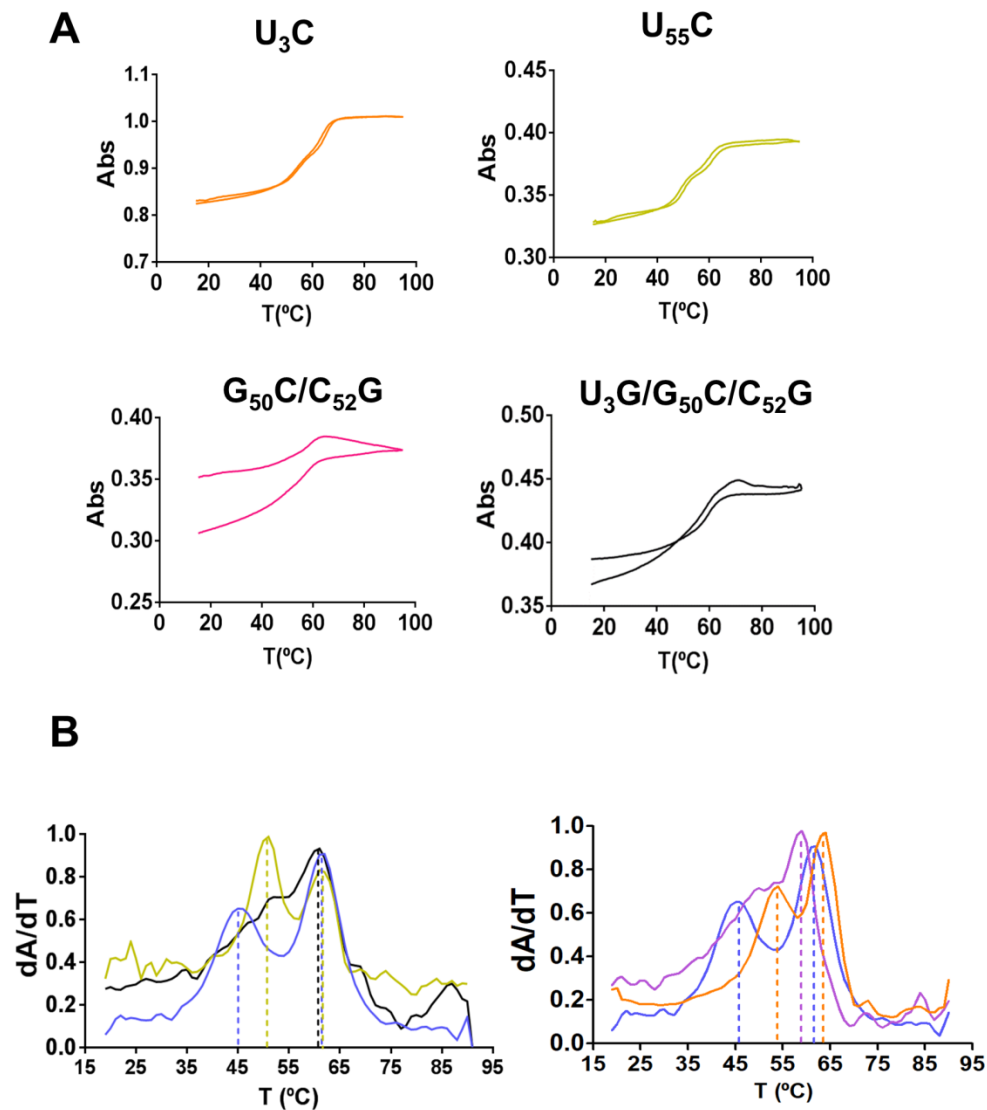 A
U₃C
U₅₅C
1.1
1.0
0.9
0.8
0.7
Abs
0 20 40 60 80 100
T(ºC)
0.45
0.40
0.35
0.30
Abs
0 20 40 60 80 100
T(ºC)
G₅₀C/C₅₂G
U₃G/G₅₀C/C₅₂G
0.40
0.35
0.30
0.25
Abs
0 20 40 60 80 100
T(ºC)
0.50
0.45
0.40
0.35
Abs
0 20 40 60 80 100
T(ºC)
B
1.0
0.8
0.6
0.4
0.2
0.0
dA/dT
15 25 35 45 55 65 75 85 95
T (ºC)
1.0
0.8
0.6
0.4
0.2
0.0
dA/dT
15 25 35 45 55 65 75 85 95
T (ºC)